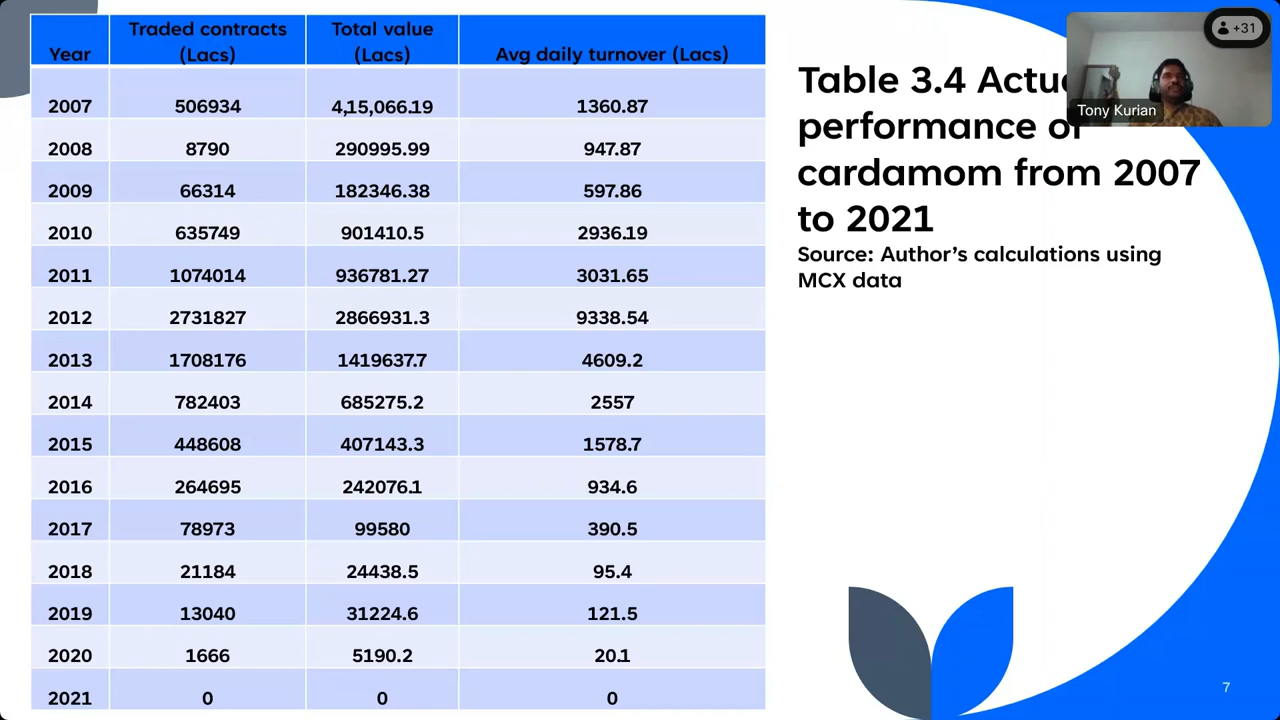 Year Traded contracts (Lacs) Total value (Lacs) Avg daily turnover (Lacs)
2007 506934 4,15,066.19 1360.87
2008 8790 290995.99 947.87
2009 66314 182346.38 597.86
2010 635749 901410.5 2936.19
2011 1074014 936781.27 3031.65
2012 2731827 2866931.3 9338.54
2013 1708176 1419637.7 4609.2
2014 782403 685275.2 2557
2015 448608 407143.3 1578.7
2016 264695 242076.1 934.6
2017 78973 99580 390.5
2018 21184 24438.5 95.4
2019 13040 31224.6 121.5
2020 1666 5190.2 20.1
2021 0 0 0
Table 3.4
performance of
cardamom from 2007
to 2021
Source: Author’s calculations using
MCX data
+31
Tony Kurian
7